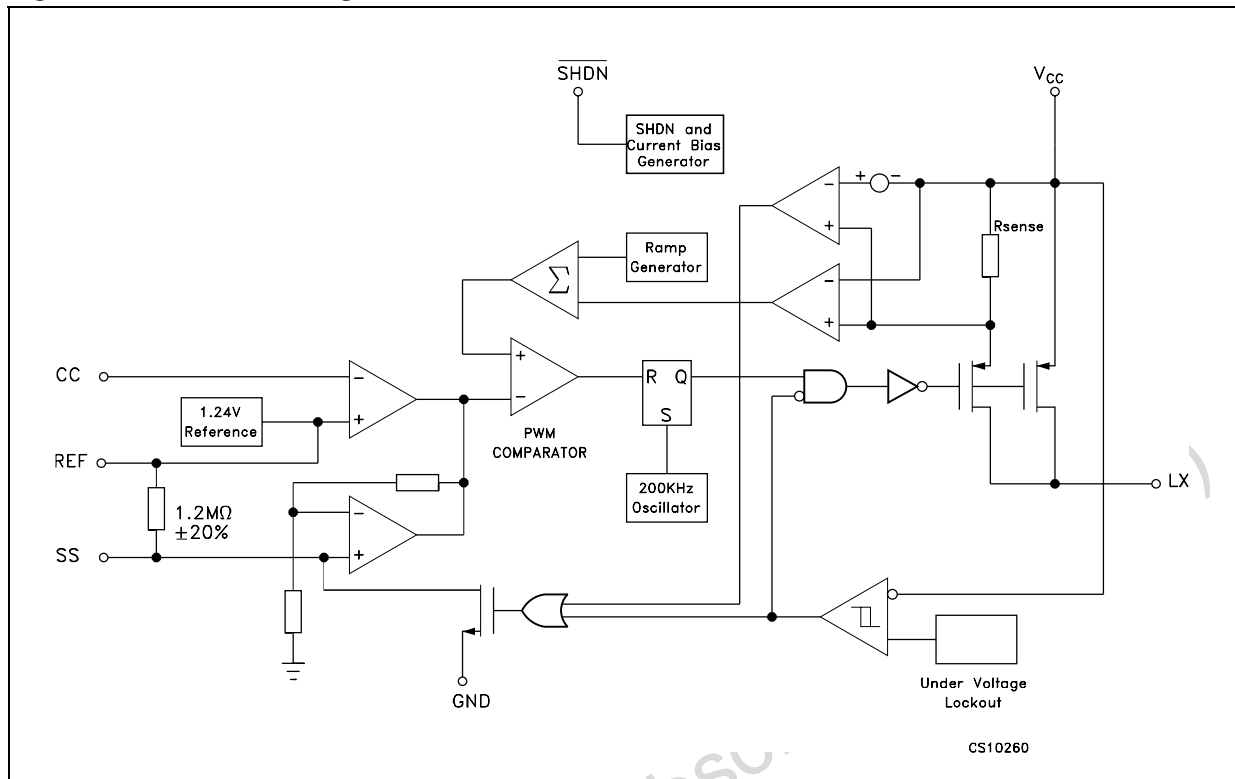 SHDN
VCC
SHDN and
Current Bias
Generator
- + -
+
Rsense
Ramp
Generator
Σ
-
+
CC
-
+
+
-
R Q
S
1.24V
Reference
PWM
COMPARATOR
REF
200KHz
Oscillator
LX
1.2MΩ
±20%
-
+
SS
GND
Under Voltage
Lockout
CS10260